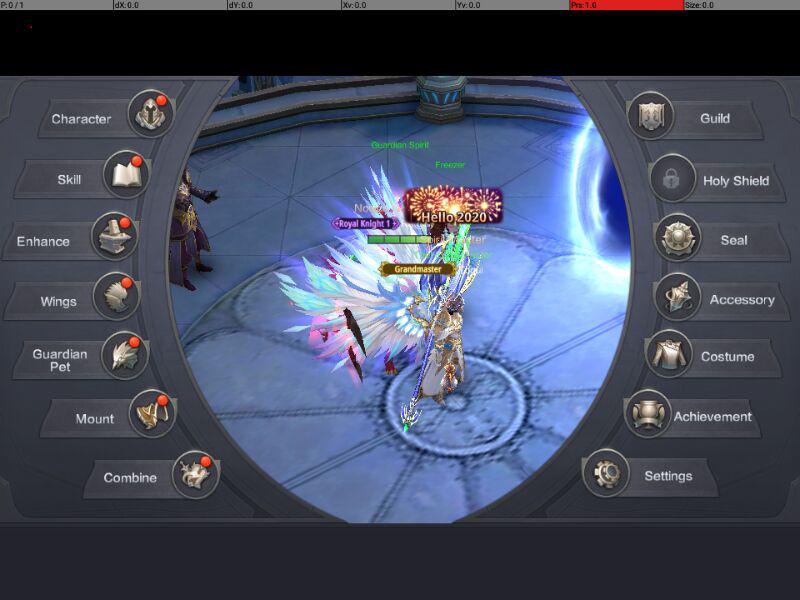 P: 0 / 1 dX: 0.0 dY: 0.0 Xv: 0.0 Yv: 0.0 Prs: 1.0 Size: 0.0
Character
Skill
Enhance
Wings
Guardian
Pet
Mount
Combine
Guardian Spirit
Freezer
Hello 2020
Royal Knight 1
Grandmaster
Guild
Holy Shield
Seal
Accessory
Costume
Achievement
Settings